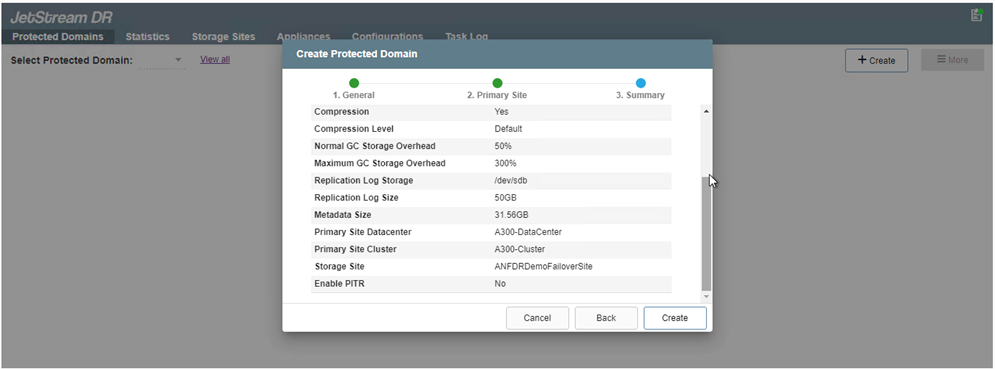 JetStream DR
Protected Domains Statistics Storage Sites Appliances Configurations Task Log
Select Protected Domain: View all + Create More
Create Protected Domain
1. General 2. Primary Site 3. Summary
Compression Yes
Compression Level Default
Normal GC Storage Overhead 50%
Maximum GC Storage Overhead 300%
Replication Log Storage /dev/sdb
Replication Log Size 50GB
Metadata Size 31.56GB
Primary Site Datacenter A300-DataCenter
Primary Site Cluster A300-Cluster
Storage Site ANFDRDemoFailoverSite
Enable PITR No
Cancel Back Create